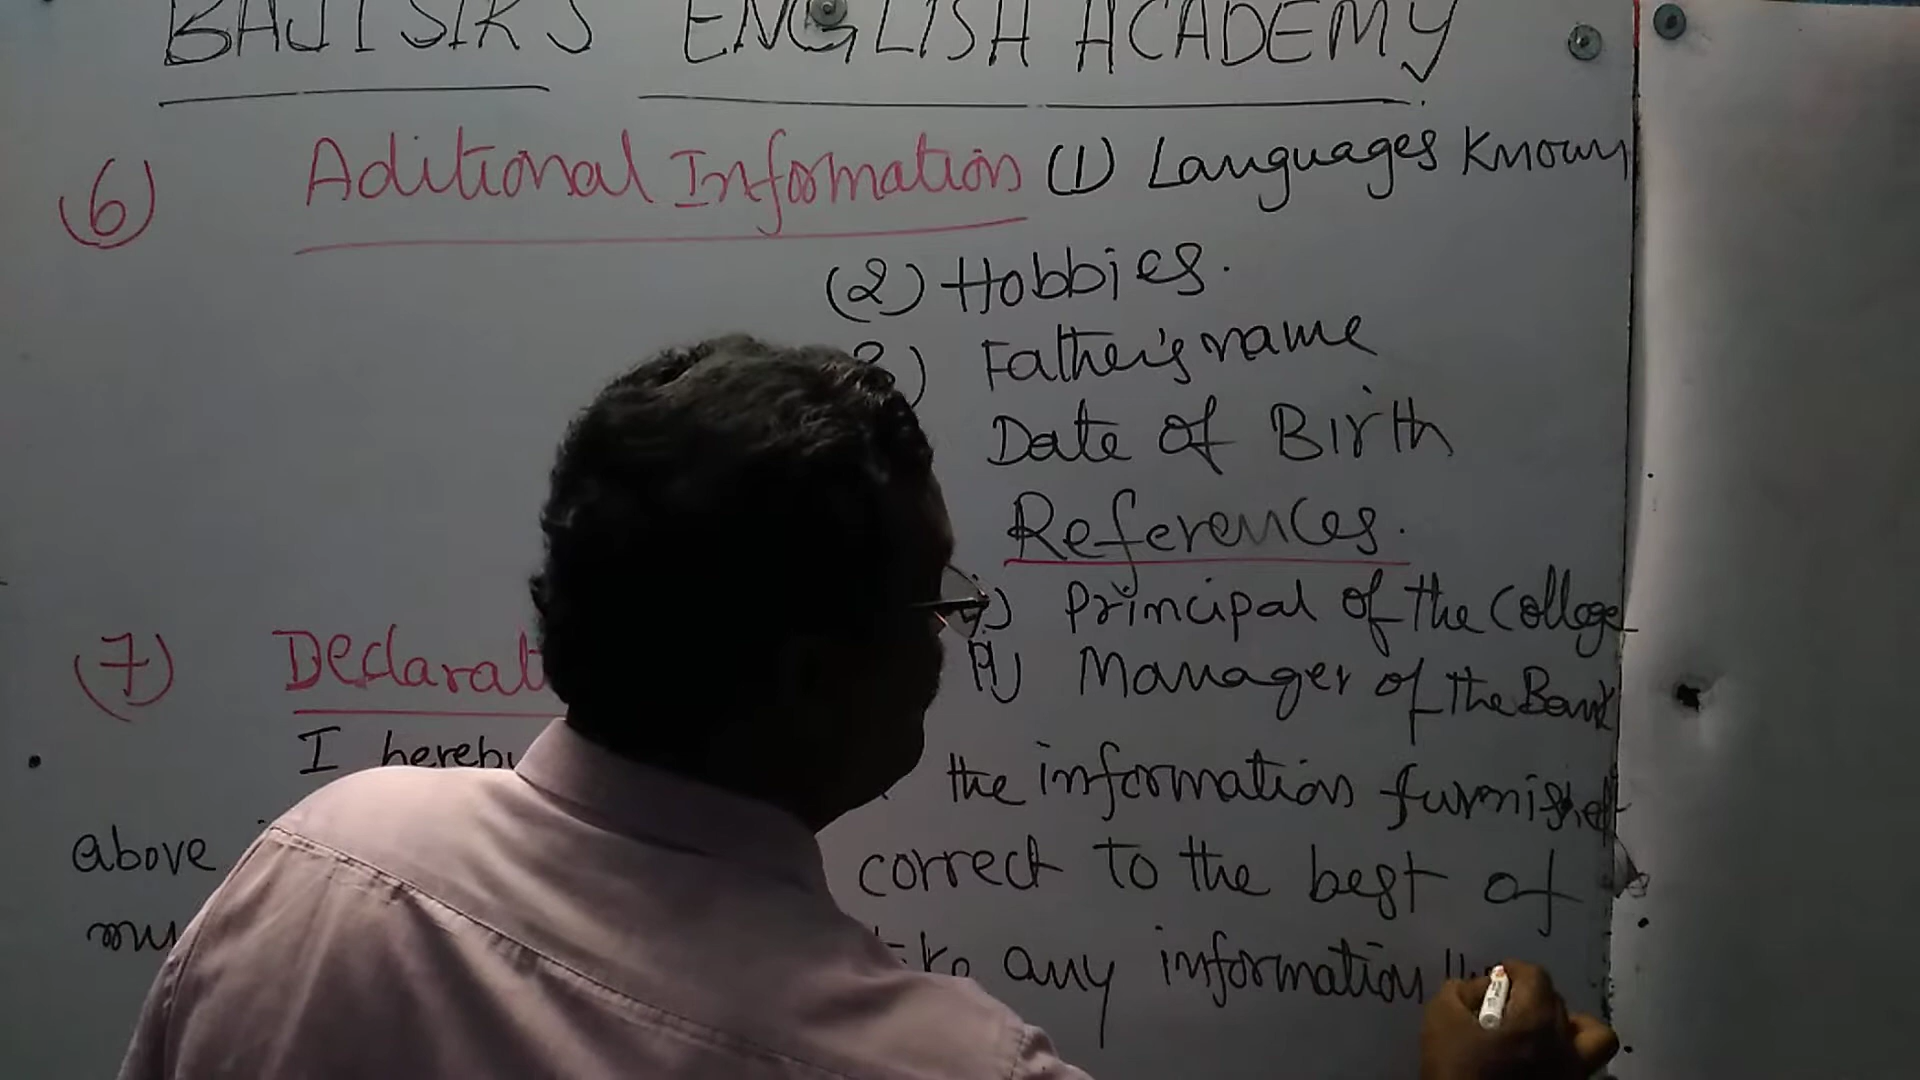 BAJI SIR'S ENGLISH ACADEMY
(6) Aditional Information (1) Languages Known
(2) Hobbies.
Father's name
Date of Birth
References.
Principal of the College
Manager of the Bank
(7)
I hereby the information furnished
above correct to the best of
my any information